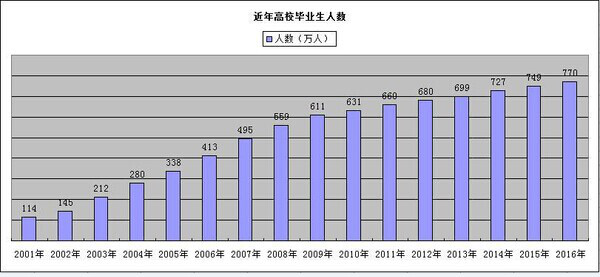 近年高校毕业生人数
人数（万人）
114 145 212 280 338 413 495 559 611 631 660 680 699 727 749 770
2001年 2002年 2003年 2004年 2005年 2006年 2007年 2008年 2009年 2010年 2011年 2012年 2013年 2014年 2015年 2016年